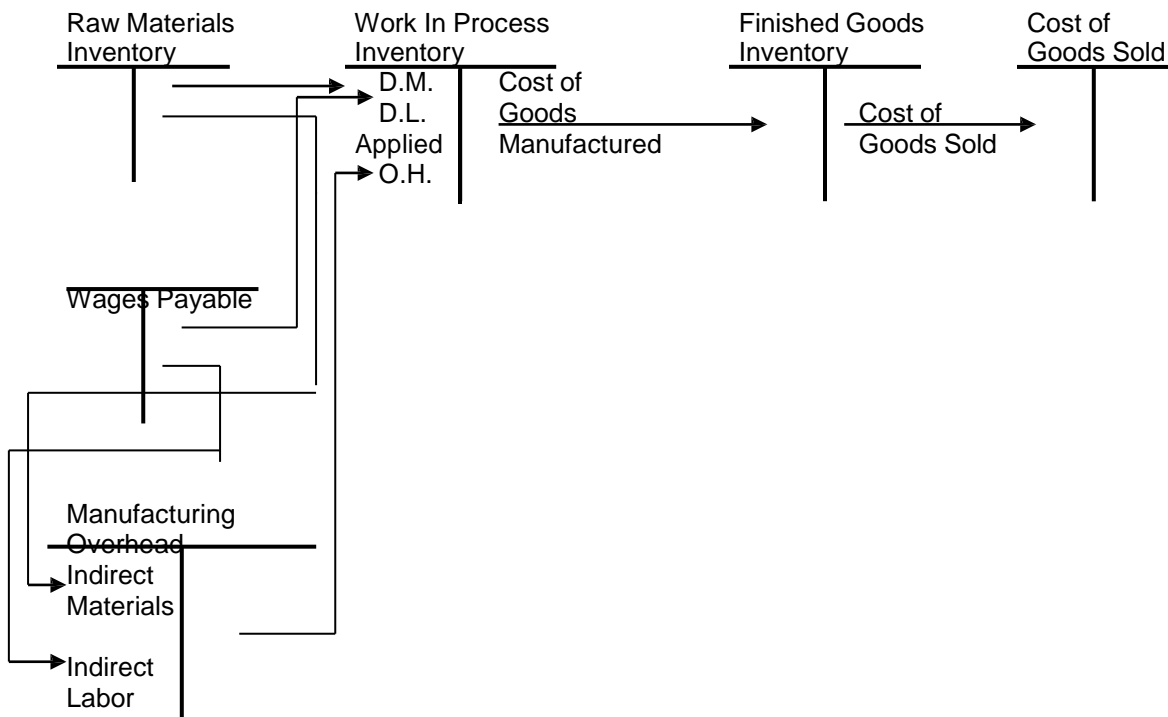 Raw Materials
Inventory
Work In Process
Inventory
Finished Goods
Inventory
Cost of
Goods Sold
D.M.
D.L.
Applied
O.H.
Cost of
Goods
Manufactured
Cost of
Goods Sold
Wages Payable
Manufacturing
Overhead
Indirect
Materials
Indirect
Labor